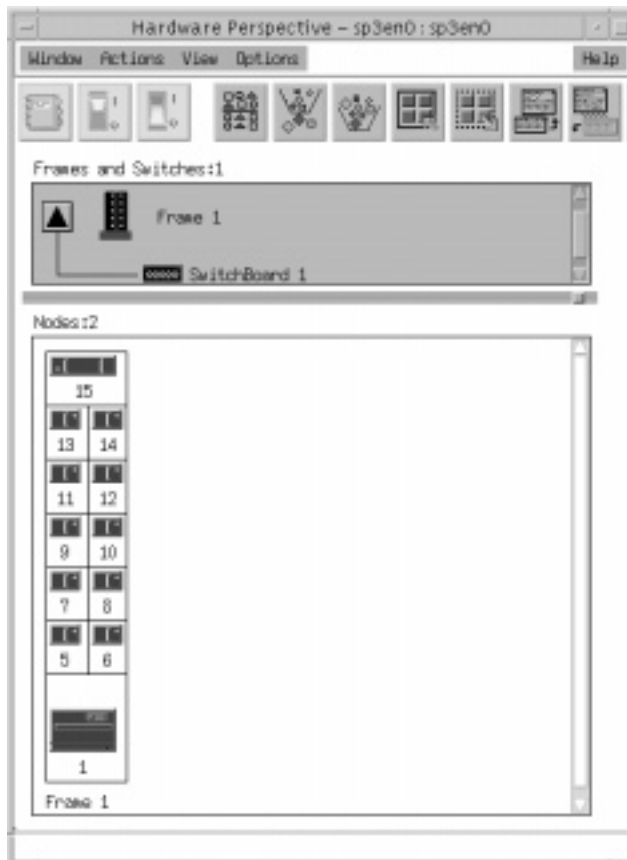 Hardware Perspective - sp3en0 : sp3en0
Window Actions View Options Help
Frames and Switches:1
Frame 1
SwitchBoard 1
Nodes:2
15
13 14
11 12
9 10
7 8
5 6
1
Frame 1